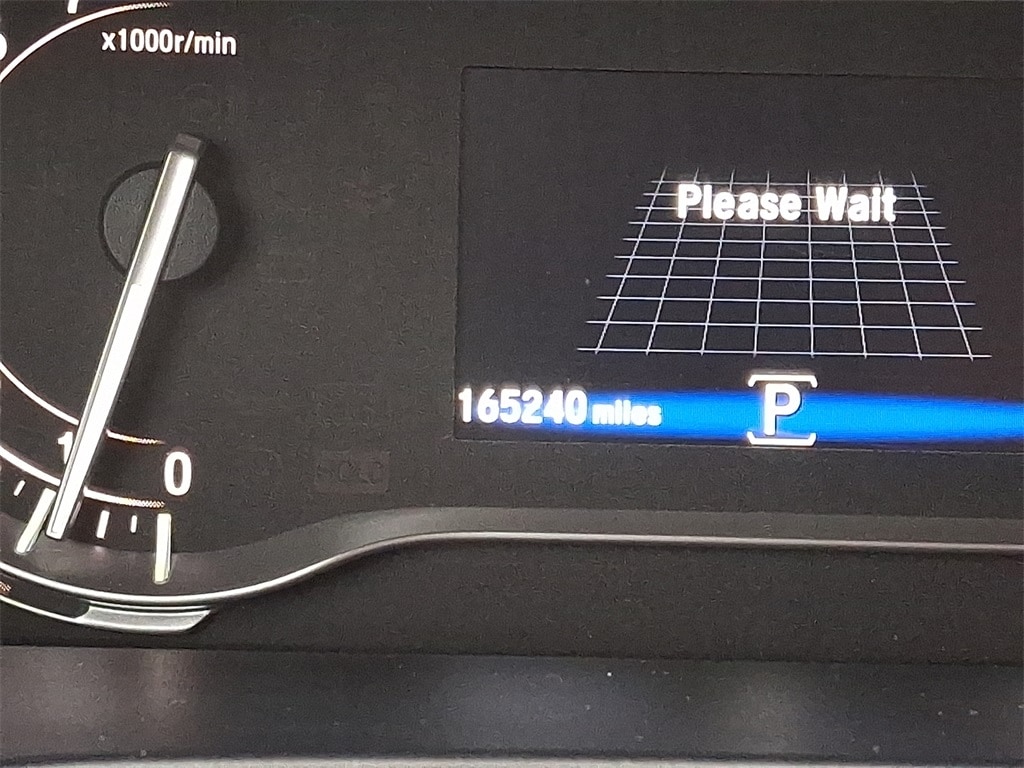 x1000r/min
Please Wait
165240 miles
P
1
0